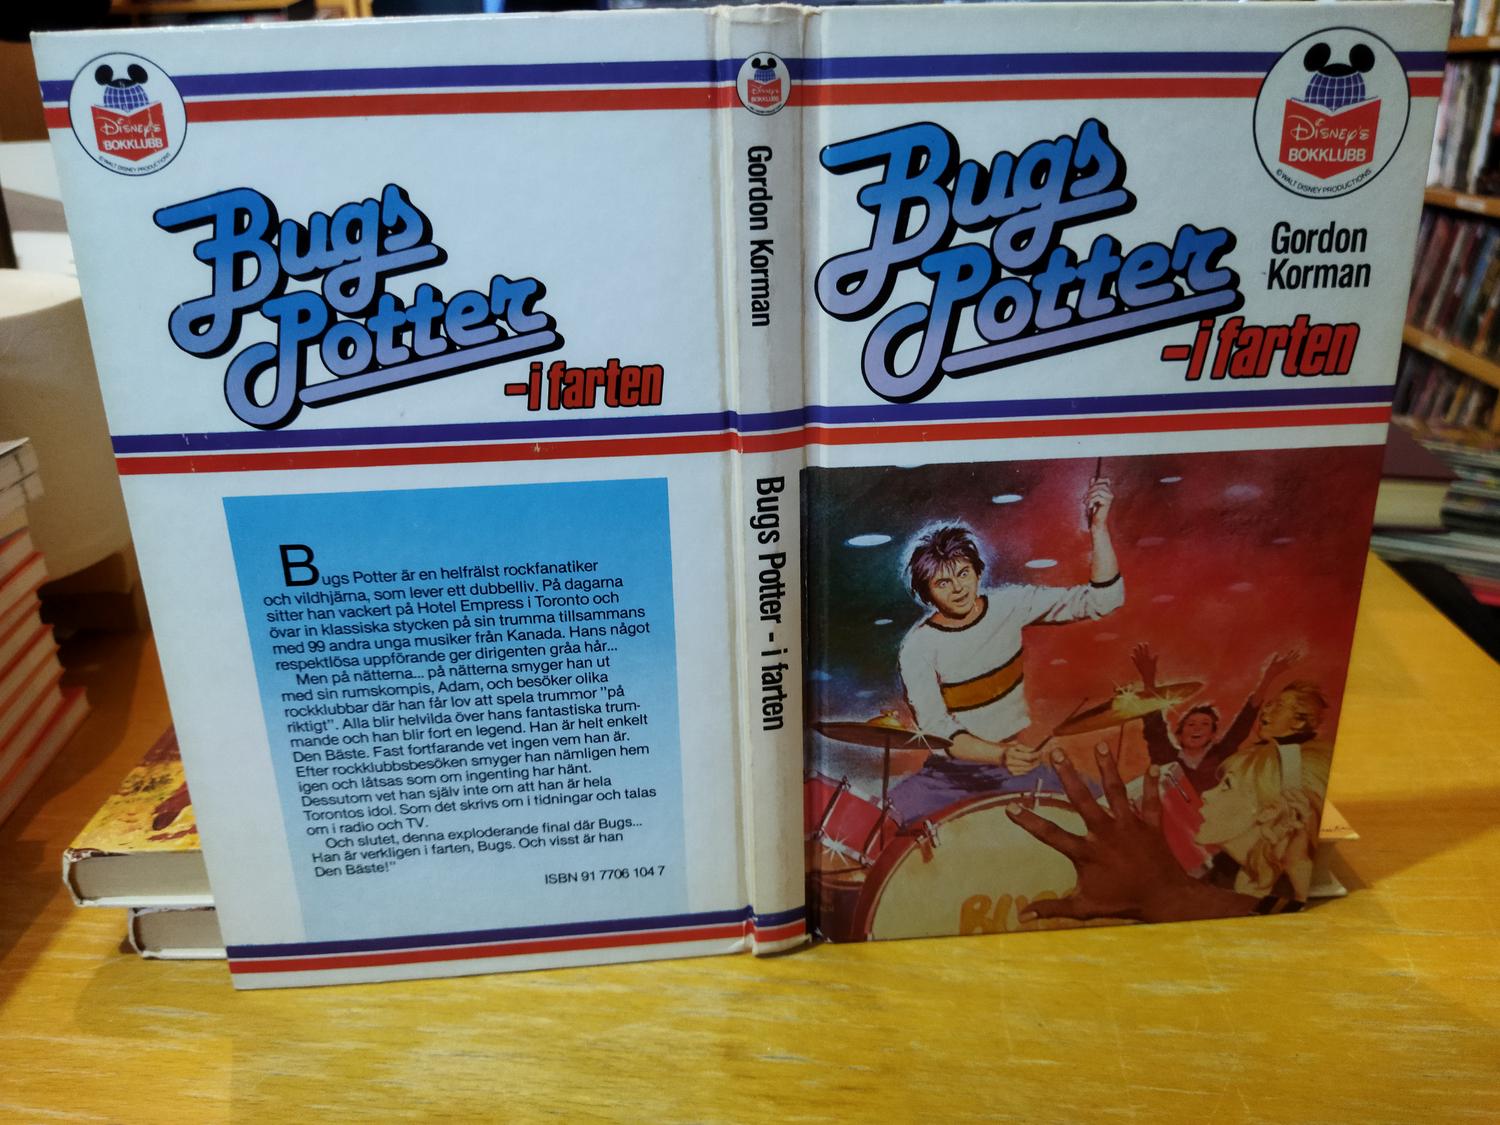 DISNEY'S
BOKKLUBB
© WALT DISNEY PRODUCTIONS
Bugs
Potter
-i farten
Bugs Potter är en helfrälst rockfanatiker
och vildhjärna, som lever ett dubbelliv. På dagarna
sitter han vackert på Hotel Empress i Toronto och
övar in klassiska stycken på sin trumma tillsammans
med 99 andra unga musiker från Kanada. Hans något
respektlösa uppförande ger dirigenten gråa hår...
Men på nätterna... på nätterna smyger han ut
med sin rumskompis, Adam, och besöker olika
rockklubbar där han får lov att spela trummor "på
riktigt". Alla blir helvilda över hans fantastiska trum-
mande och han blir fort en legend. Han är helt enkelt
Den Bäste. Fast fortfarande vet ingen vem han är.
Efter rockklubbsbesöken smyger han nämligen hem
igen och låtsas som om ingenting har hänt.
Dessutom vet han själv inte om att han är hela
Torontos idol. Som det skrivs om i tidningar och talas
om i radio och TV.
Och slutet, denna exploderande final där Bugs...
Han är verkligen i farten, Bugs. Och visst är han
Den Bäste!"
ISBN 91 7706 104 7
Disney's
BOKKLUBB
Gordon Korman
Bugs Potter - i farten
DISNEY'S
BOKKLUBB
© WALT DISNEY PRODUCTIONS
Bugs
Potter
-i farten
Gordon
Korman
BUG